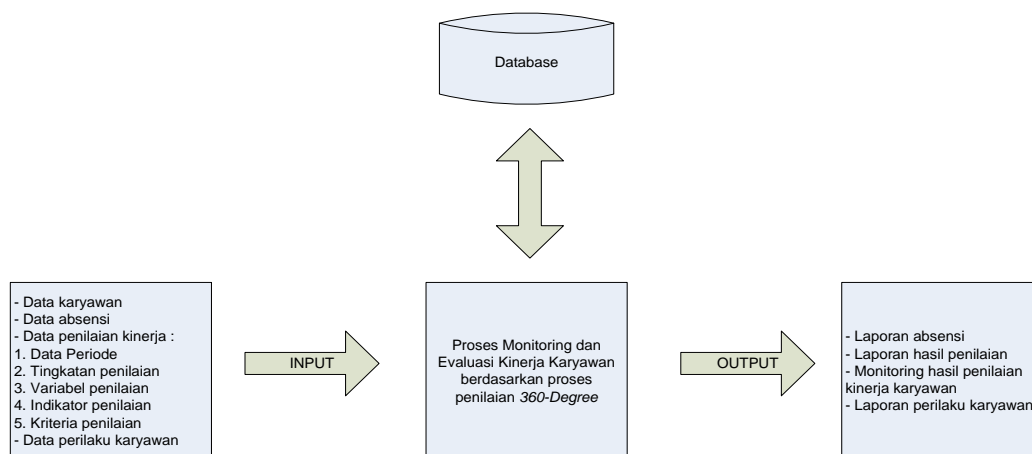 Database
- Data karyawan
- Data absensi
- Data penilaian kinerja :
1. Data Periode
2. Tingkatan penilaian
3. Variabel penilaian
4. Indikator penilaian
5. Kriteria penilaian
- Data perilaku karyawan
INPUT
Proses Monitoring dan
Evaluasi Kinerja Karyawan
berdasarkan proses
penilaian 360-Degree
OUTPUT
- Laporan absensi
- Laporan hasil penilaian
- Monitoring hasil penilaian
kinerja karyawan
- Laporan perilaku karyawan